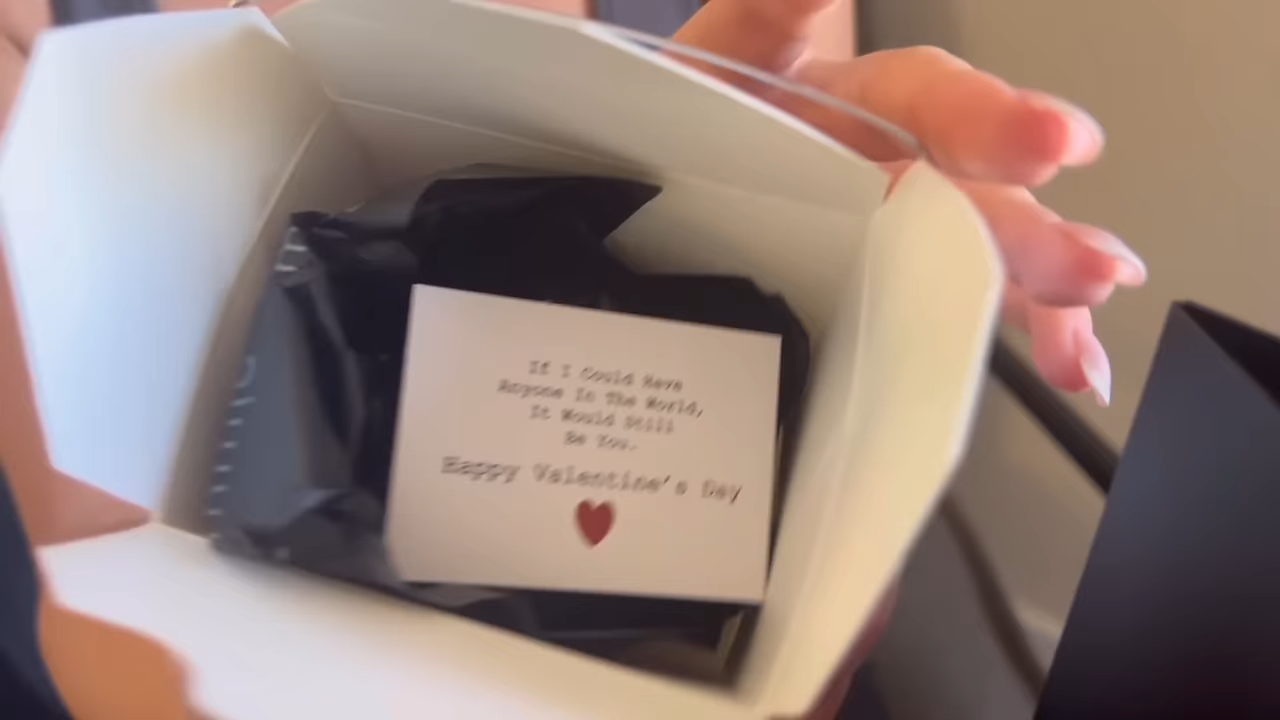 If I Could Have
Anyone In The World,
It Would Still
Be You.
Happy Valentine's Day